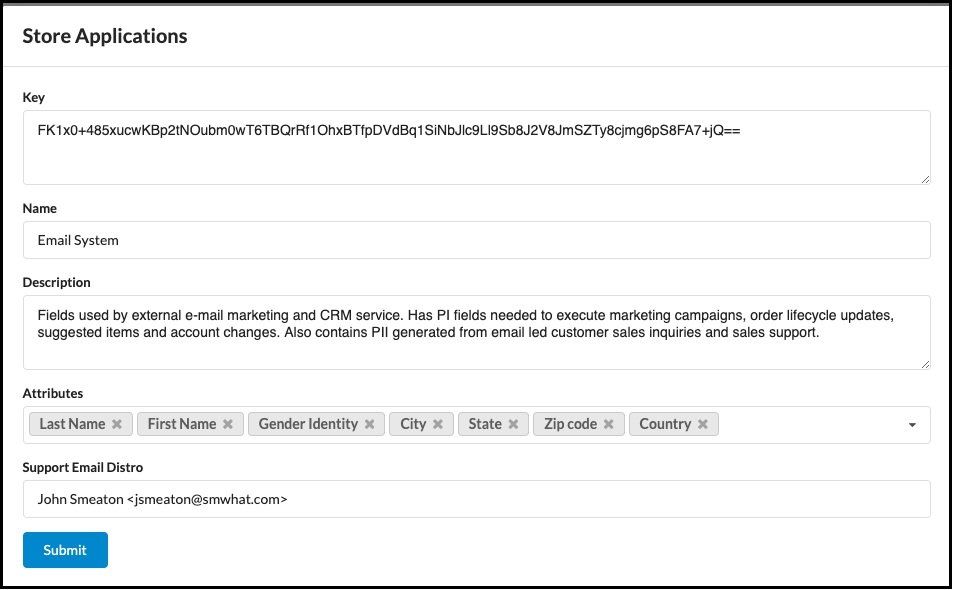 Store Applications
Key
FK1x0+485xucwKBp2tNOubm0wT6TBQrRf1OhxBTfpDVdBq1SiNbJlc9Ll9Sb8J2V8JmSZTy8cjmg6pS8FA7+jQ==
Name
Email System
Description
Fields used by external e-mail marketing and CRM service. Has PI fields needed to execute marketing campaigns, order lifecycle updates,
suggested items and account changes. Also contains PII generated from email led customer sales inquiries and sales support.
Attributes
Last Name ✖ First Name ✖ Gender Identity ✖ City ✖ State ✖ Zip code ✖ Country ✖
Support Email Distro
John Smeaton <jsmeaton@smwhat.com>
Submit